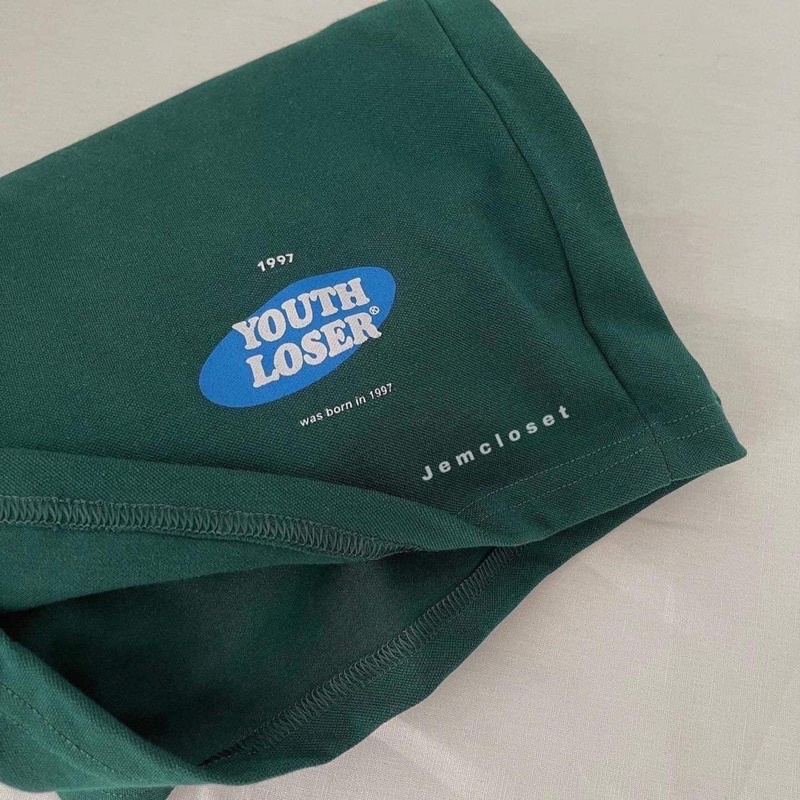 1997
YOUTH
LOSER®
was born in 1997
Jemcloset